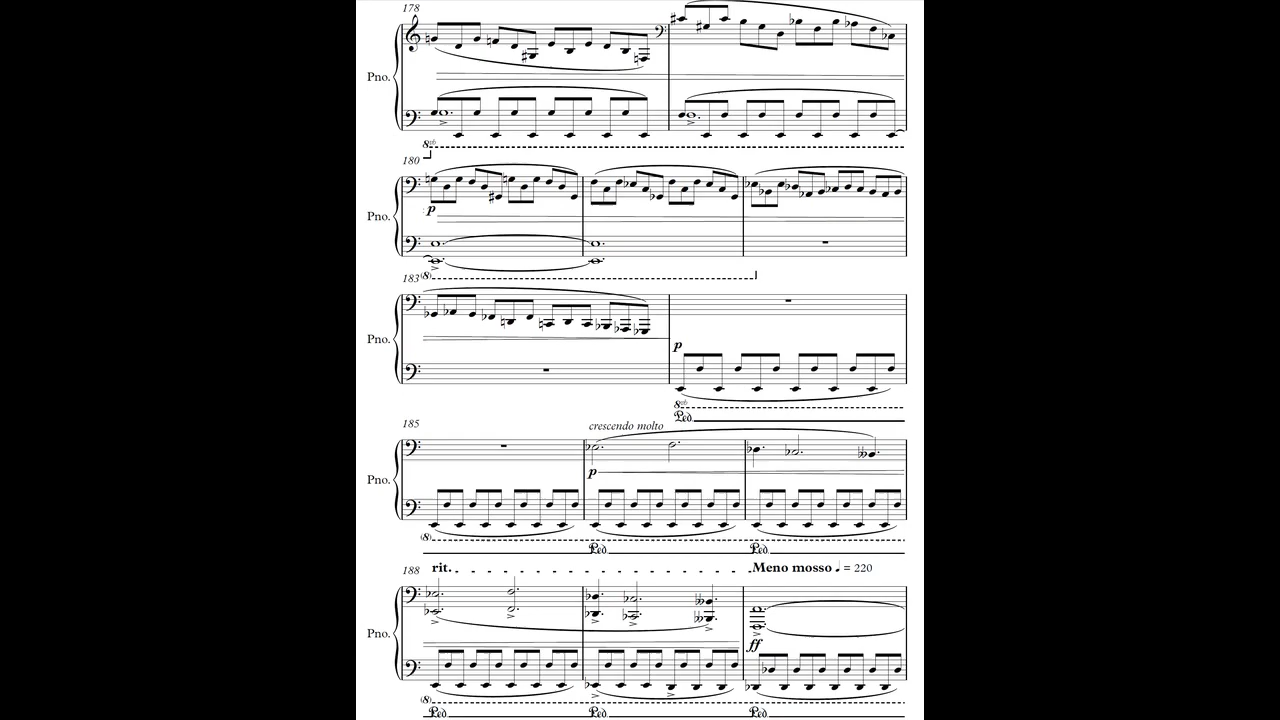 178
Pno.
8vb
180
p
Pno.
(8)
183
Pno.
p
8vb
Ped
185
crescendo molto
Pno.
p
(8)
Ped Ped
188 rit. Meno mosso ♩ = 220
Pno.
ff
(8)
Ped Ped